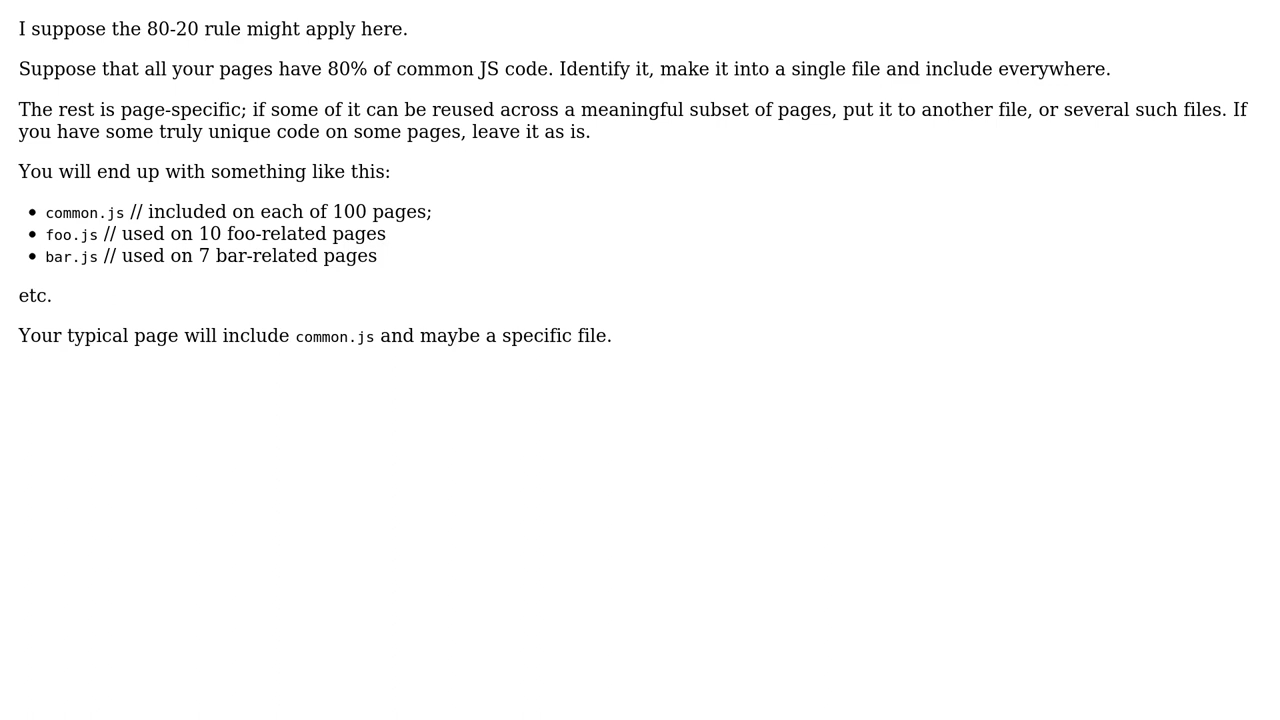 I suppose the 80-20 rule might apply here.
Suppose that all your pages have 80% of common JS code. Identify it, make it into a single file and include everywhere.
The rest is page-specific; if some of it can be reused across a meaningful subset of pages, put it to another file, or several such files. If
you have some truly unique code on some pages, leave it as is.
You will end up with something like this:
• common.js // included on each of 100 pages;
• foo.js // used on 10 foo-related pages
• bar.js // used on 7 bar-related pages
etc.
Your typical page will include common.js and maybe a specific file.